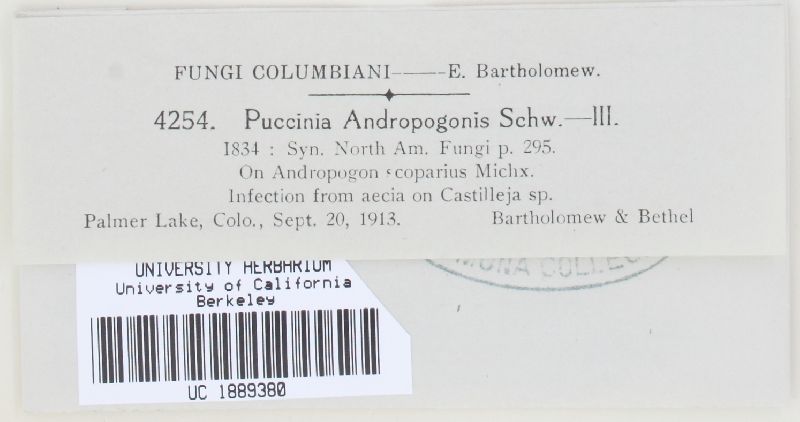 FUNGI COLUMBIANI——E. Bartholomew.
4254. Puccinia Andropogonis Schw.—III.
1834 : Syn. North Am. Fungi p. 295.
On Andropogon scoparius Michx.
Infection from aecia on Castilleja sp.
Palmer Lake, Colo., Sept. 20, 1913. Bartholomew & Bethel
UNIVERSITY HERBARIUM
University of California
Berkeley
UC 1889380